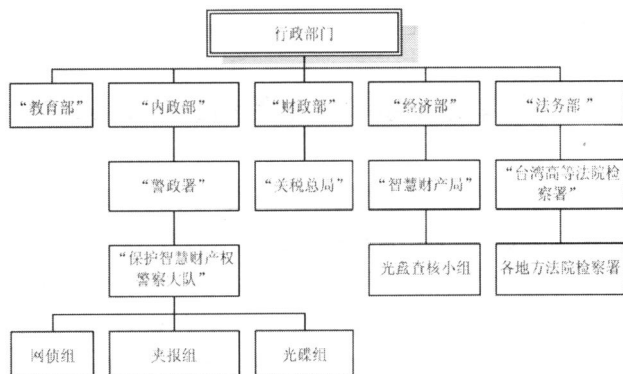 行政部门
“教育部”
“内政部”
“财政部”
“经济部”
“法务部”
“警政署”
“关税总局”
“智慧财产局”
“台湾高等法院检
察署”
“保护智慧财产权
警察大队”
光盘查核小组
各地方法院检察署
网侦组
夹报组
光碟组